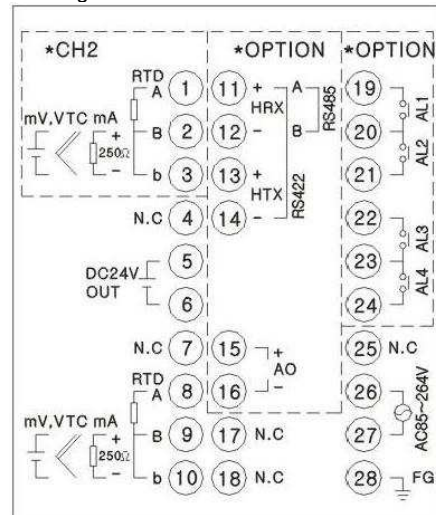 *CH2
*OPTION
*OPTION
RTD
A 1
mV,VTC mA
+
B 2
250Ω
−
b 3
N.C 4
5
DC24V
OUT
6
N.C 7
RTD
A 8
mV,VTC mA
+
B 9
250Ω
−
b 10
11 + A
HRX
12 − B
RS485
13 +
HTX
14 −
RS422
15 +
AO
16 −
17 N.C
18 N.C
19
AL1
20
AL2
21
22
AL3
23
AL4
24
25 N.C
26
AC85~264V
27
28 FG